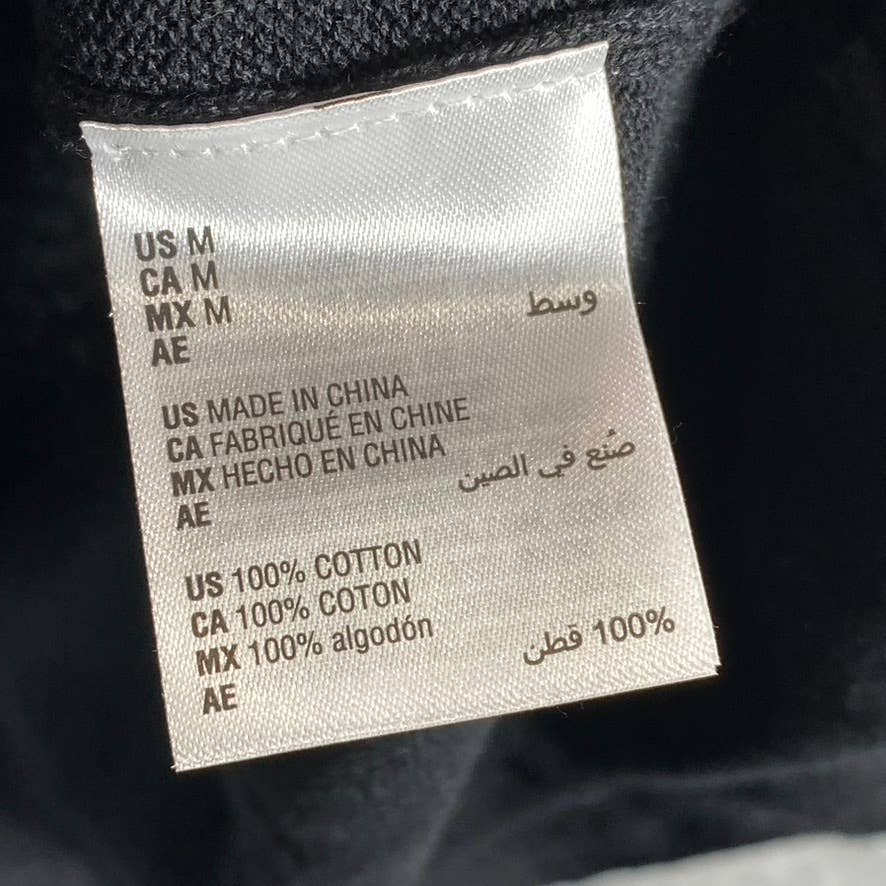 US M
CA M
MX M
وسط
AE
US MADE IN CHINA
CA FABRIQUÉ EN CHINE
MX HECHO EN CHINA
صُنع في الصين
AE
US 100% COTTON
CA 100% COTON
MX 100% algodón
100% قطن
AE